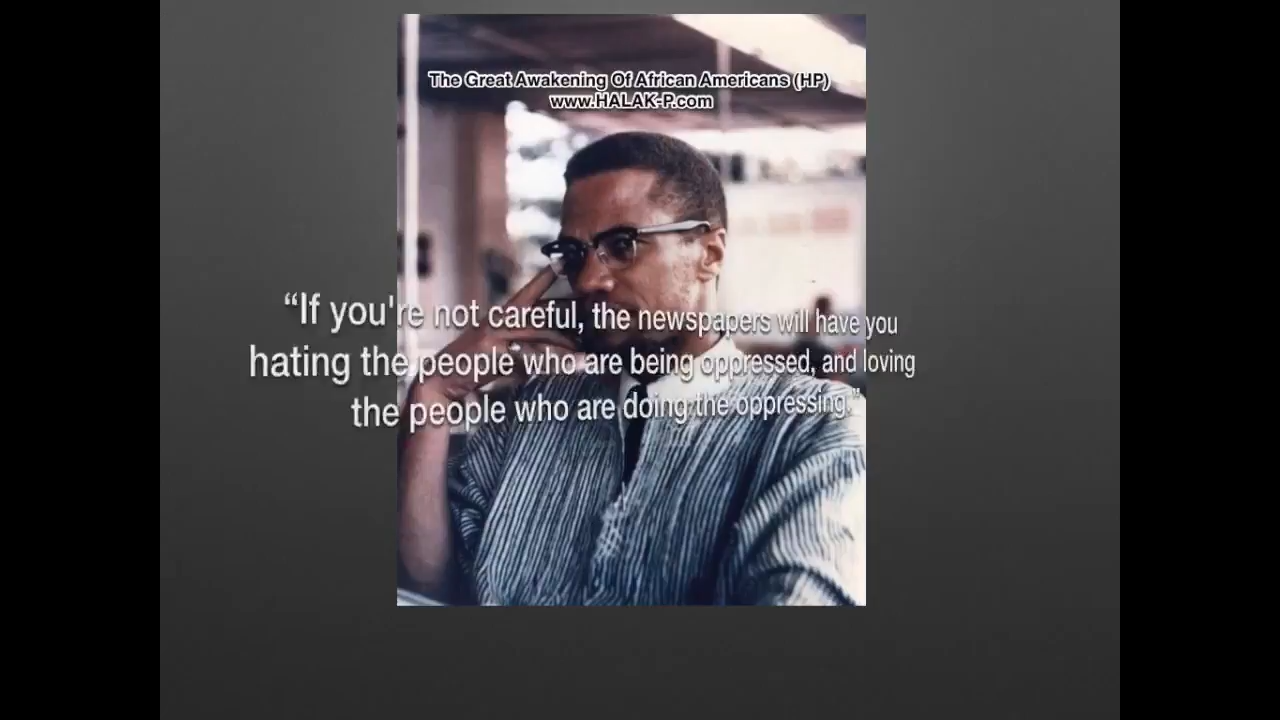 The Great Awakening Of African Americans (HP)
www.HALAK-P.com
“If you're not careful, the newspapers will have you
hating the people who are being oppressed, and loving
the people who are doing the oppressing.”